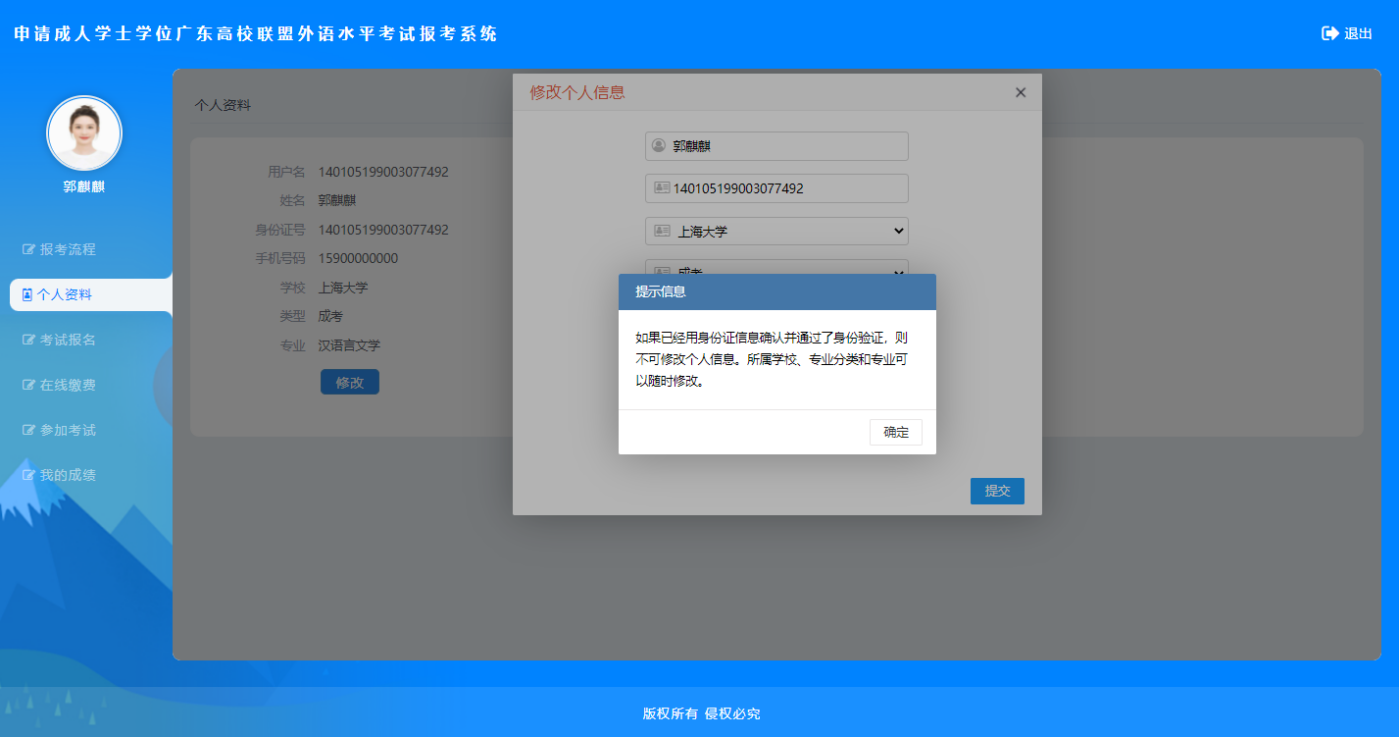 申请成人学士学位广东高校联盟外语水平考试报考系统
退出
郭麒麒
报考流程
个人资料
考试报名
在线缴费
参加考试
我的成绩
个人资料
用户名 140105199003077492
姓名 郭麒麒
身份证号 140105199003077492
手机号码 15900000000
学校 上海大学
类型 成考
专业 汉语言文学
修改
修改个人信息
郭麒麒
140105199003077492
上海大学
成考
提示信息
如果已经用身份证信息确认并通过了身份验证，则
不可修改个人信息。所属学校、专业分类和专业可
以随时修改。
确定
提交
版权所有 侵权必究